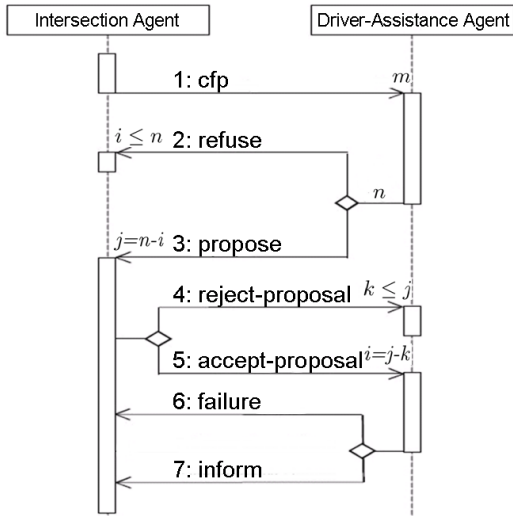 Intersection Agent
Driver-Assistance Agent
1: cfp
m
i ≤ n
2: refuse
n
j=n-i
3: propose
4: reject-proposal
k ≤ j
5: accept-proposal
i=j-k
6: failure
7: inform